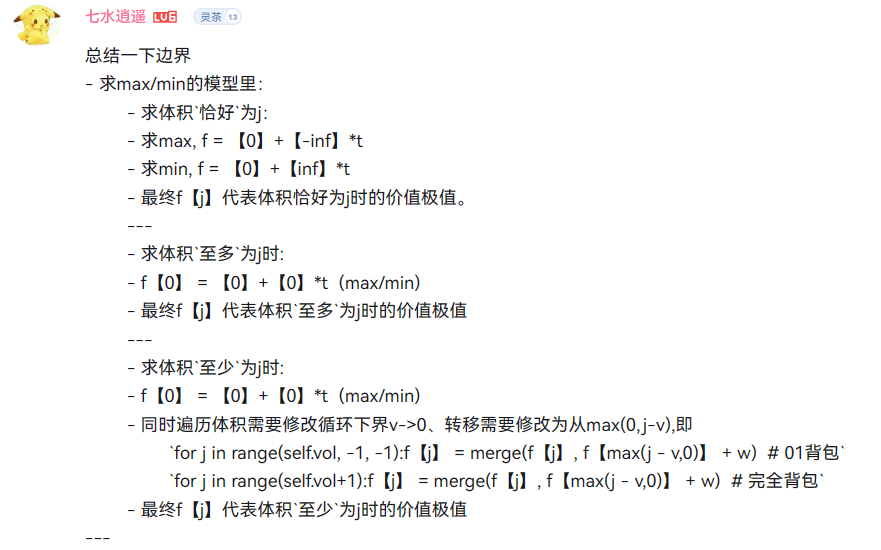 七水逍遥 LV6 灵茶 13
总结一下边界
- 求max/min的模型里：
- 求体积`恰好`为j：
- 求max, f = 【0】+【-inf】*t
- 求min, f = 【0】+【inf】*t
- 最终f【j】代表体积恰好为j时的价值极值。
---
- 求体积`至多`为j时:
- f【0】 = 【0】+【0】*t（max/min）
- 最终f【j】代表体积`至多`为j时的价值极值
---
- 求体积`至少`为j时:
- f【0】 = 【0】+【0】*t（max/min）
- 同时遍历体积需要修改循环下界v->0、转移需要修改为从max(0,j-v),即
`for j in range(self.vol, -1, -1):f【j】 = merge(f【j】, f【max(j - v,0)】 + w)  # 01背包`
`for j in range(self.vol+1):f【j】 = merge(f【j】, f【max(j - v,0)】 + w)  # 完全背包`
- 最终f【j】代表体积`至少`为j时的价值极值
---